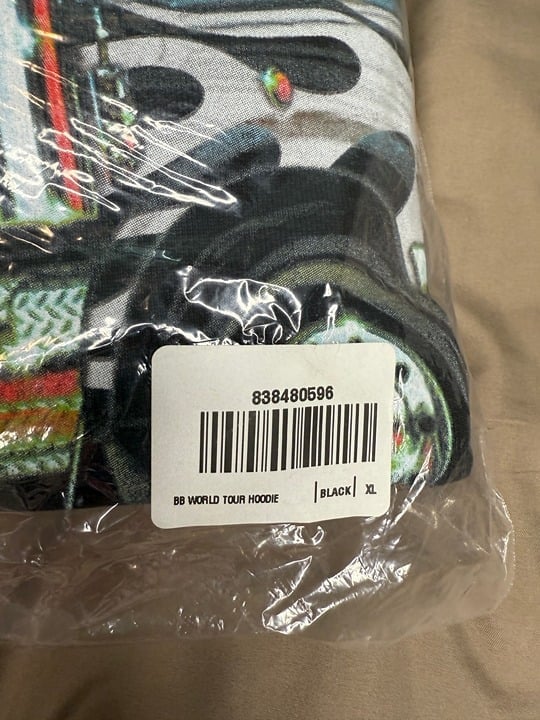 838480596
BB WORLD TOUR HOODIE |BLACK| XL